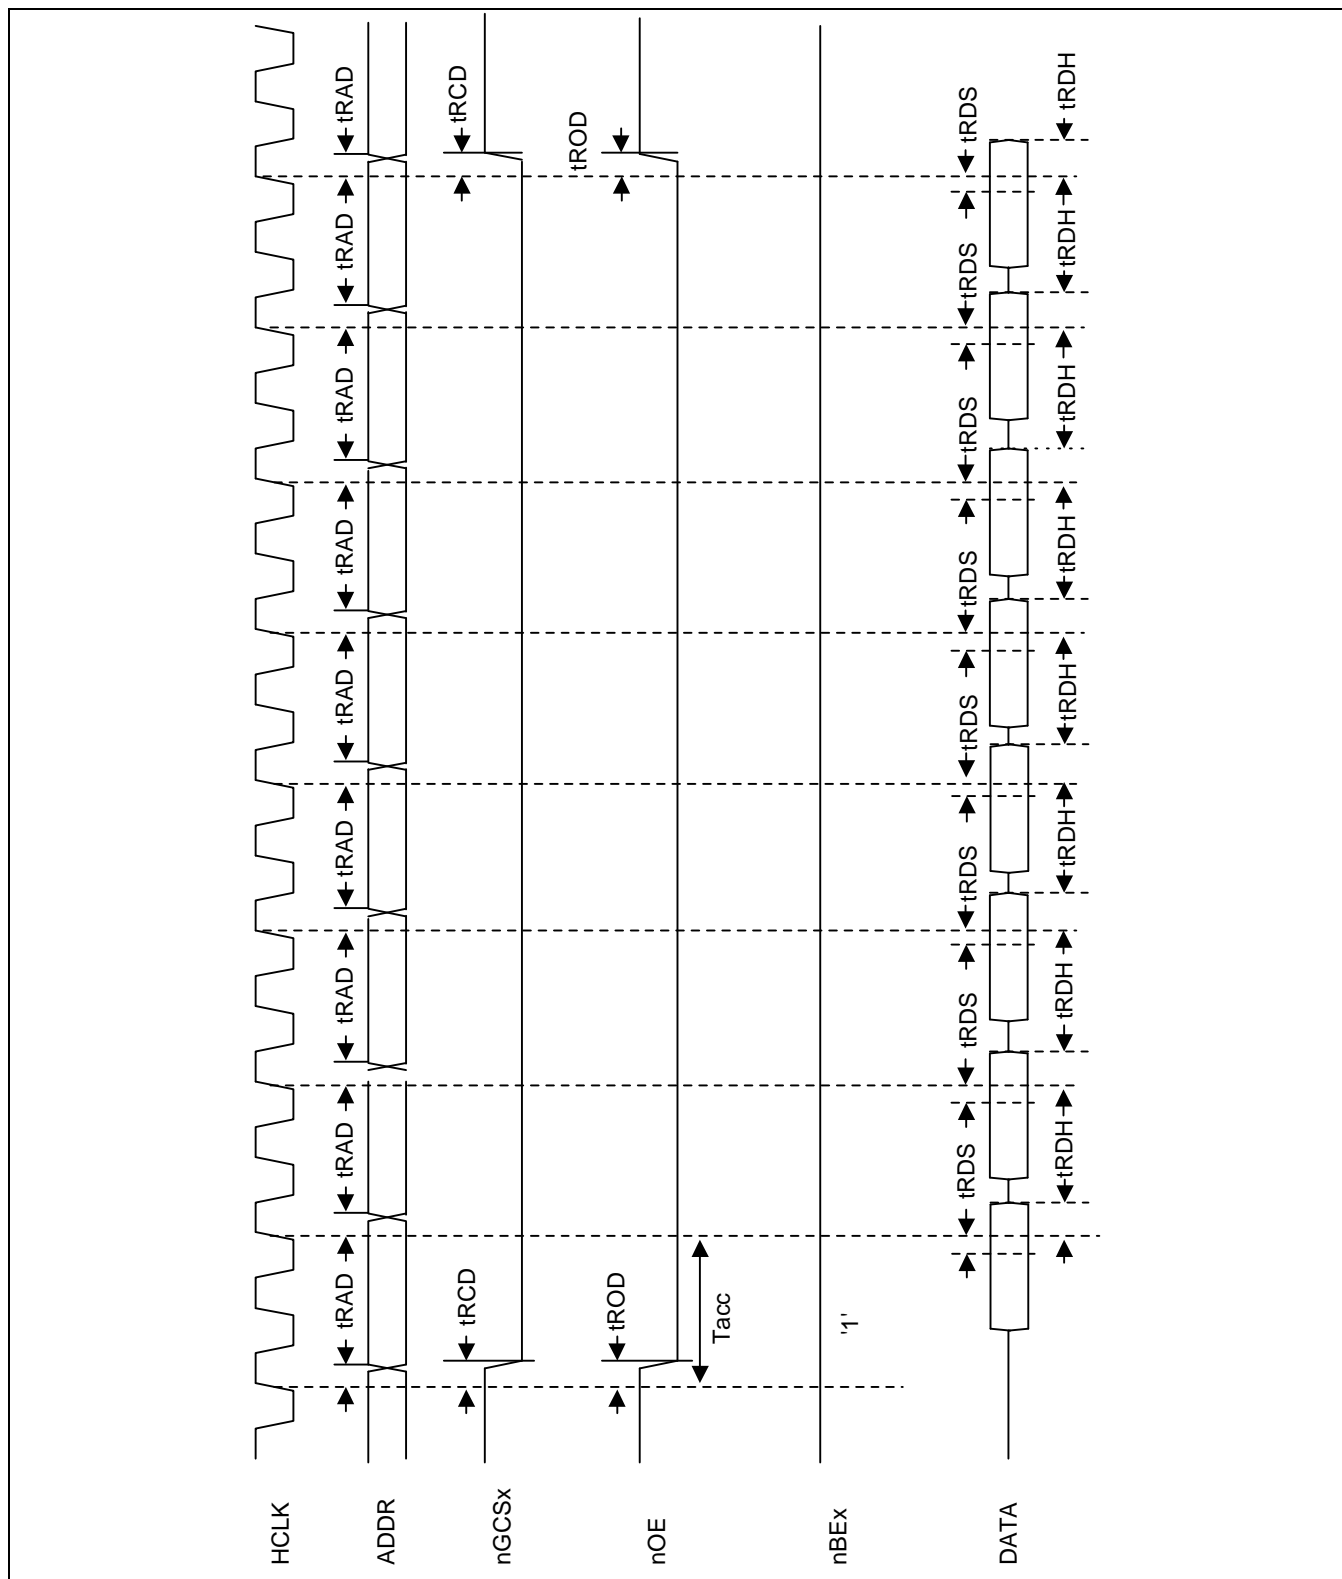 HCLK
ADDR
tRAD tRAD tRAD tRAD tRAD tRAD tRAD tRAD tRAD
nGCSx
tRCD tRCD
nOE
tROD tROD
Tacc
nBEx
'1'
DATA
tRDS tRDS tRDS tRDS tRDS tRDS tRDS tRDS
tRDH tRDH tRDH tRDH tRDH tRDH tRDH tRDH